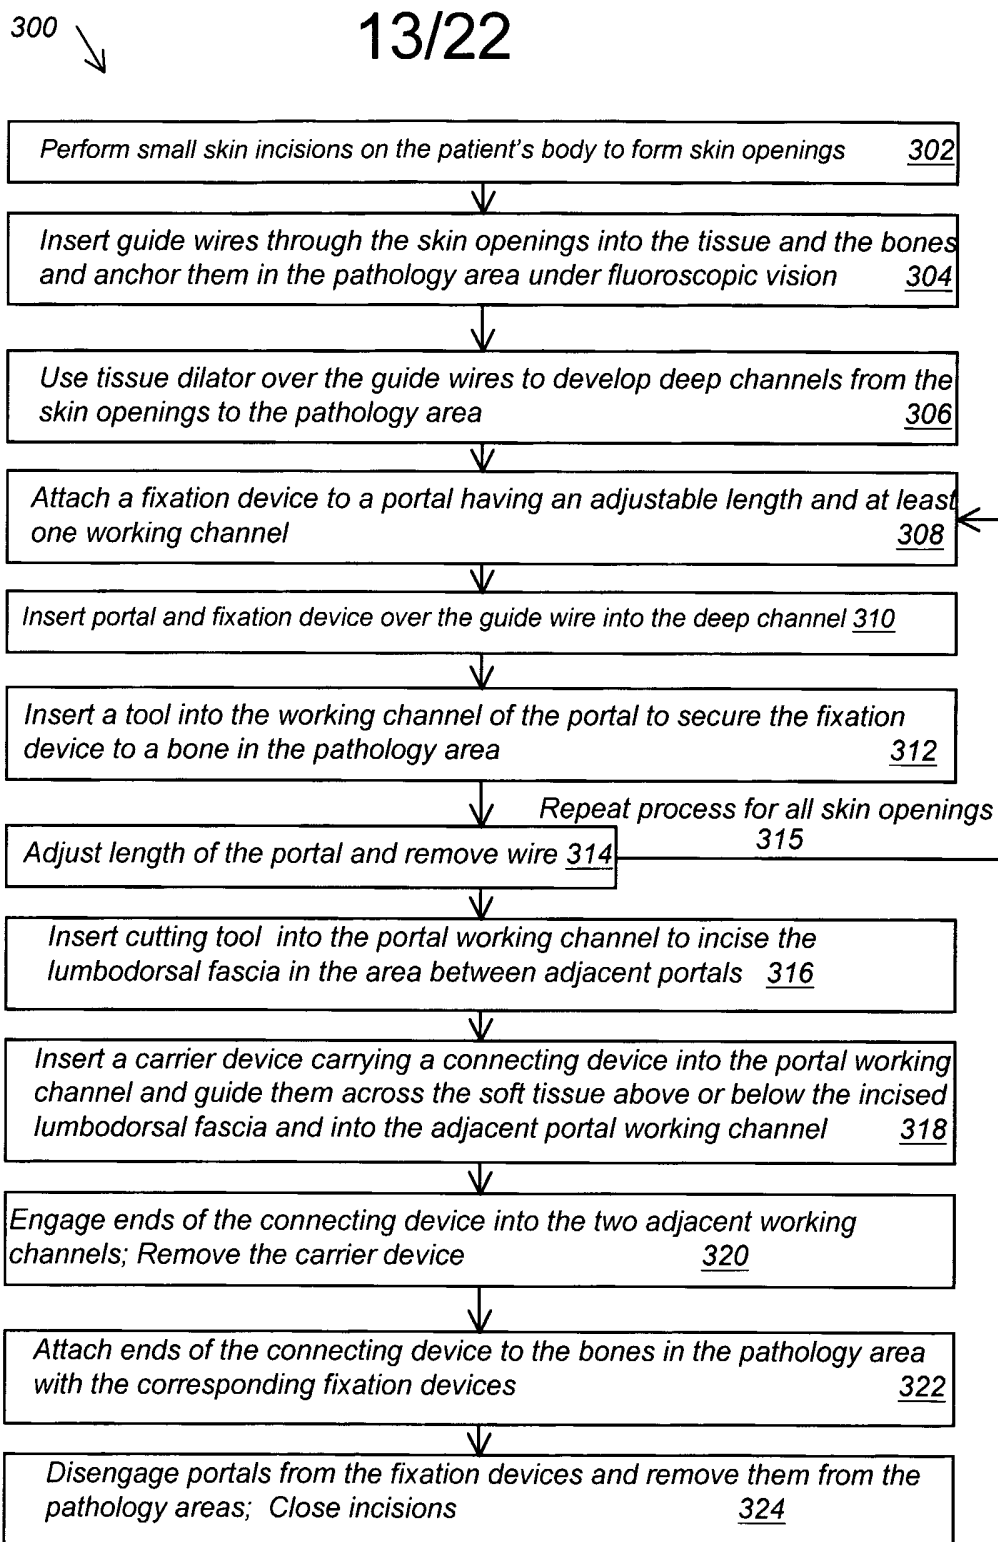 300
13/22
Perform small skin incisions on the patient's body to form skin openings 302
Insert guide wires through the skin openings into the tissue and the bones
and anchor them in the pathology area under fluoroscopic vision 304
Use tissue dilator over the guide wires to develop deep channels from the
skin openings to the pathology area 306
Attach a fixation device to a portal having an adjustable length and at least
one working channel 308
Insert portal and fixation device over the guide wire into the deep channel 310
Insert a tool into the working channel of the portal to secure the fixation
device to a bone in the pathology area 312
Repeat process for all skin openings
315
Adjust length of the portal and remove wire 314
Insert cutting tool into the portal working channel to incise the
lumbodorsal fascia in the area between adjacent portals 316
Insert a carrier device carrying a connecting device into the portal working
channel and guide them across the soft tissue above or below the incised
lumbodorsal fascia and into the adjacent portal working channel 318
Engage ends of the connecting device into the two adjacent working
channels; Remove the carrier device 320
Attach ends of the connecting device to the bones in the pathology area
with the corresponding fixation devices 322
Disengage portals from the fixation devices and remove them from the
pathology areas; Close incisions 324